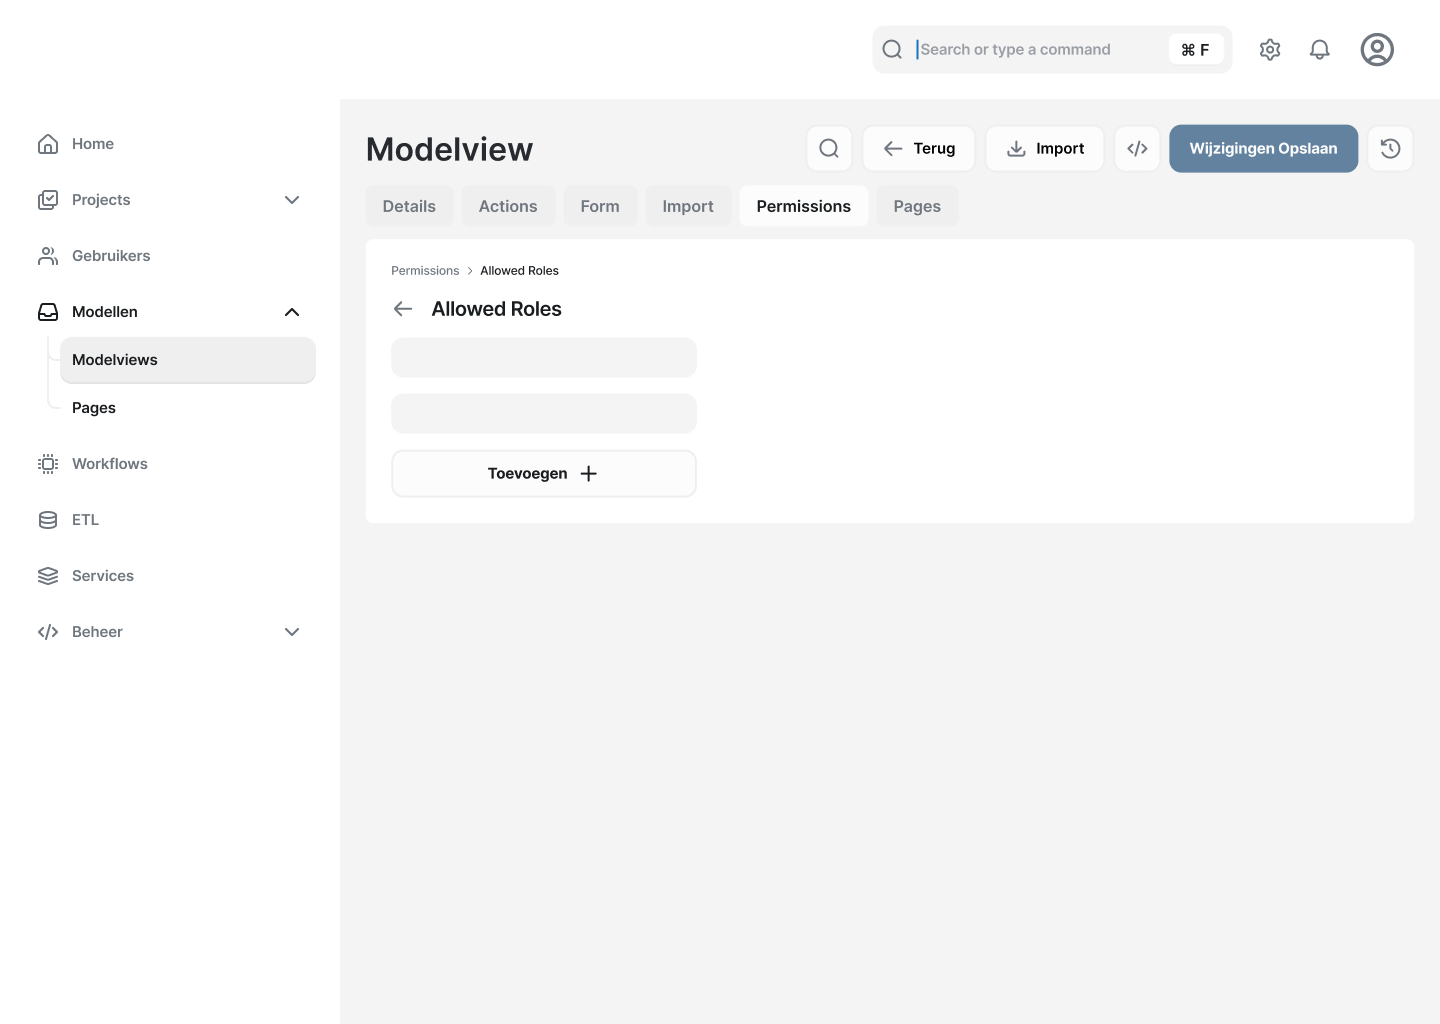 Search or type a command
⌘ F
Home
Projects
Gebruikers
Modellen
Modelviews
Pages
Workflows
ETL
Services
Beheer
Modelview
Terug
Import
Wijzigingen Opslaan
Details
Actions
Form
Import
Permissions
Pages
Permissions > Allowed Roles
Allowed Roles
Toevoegen